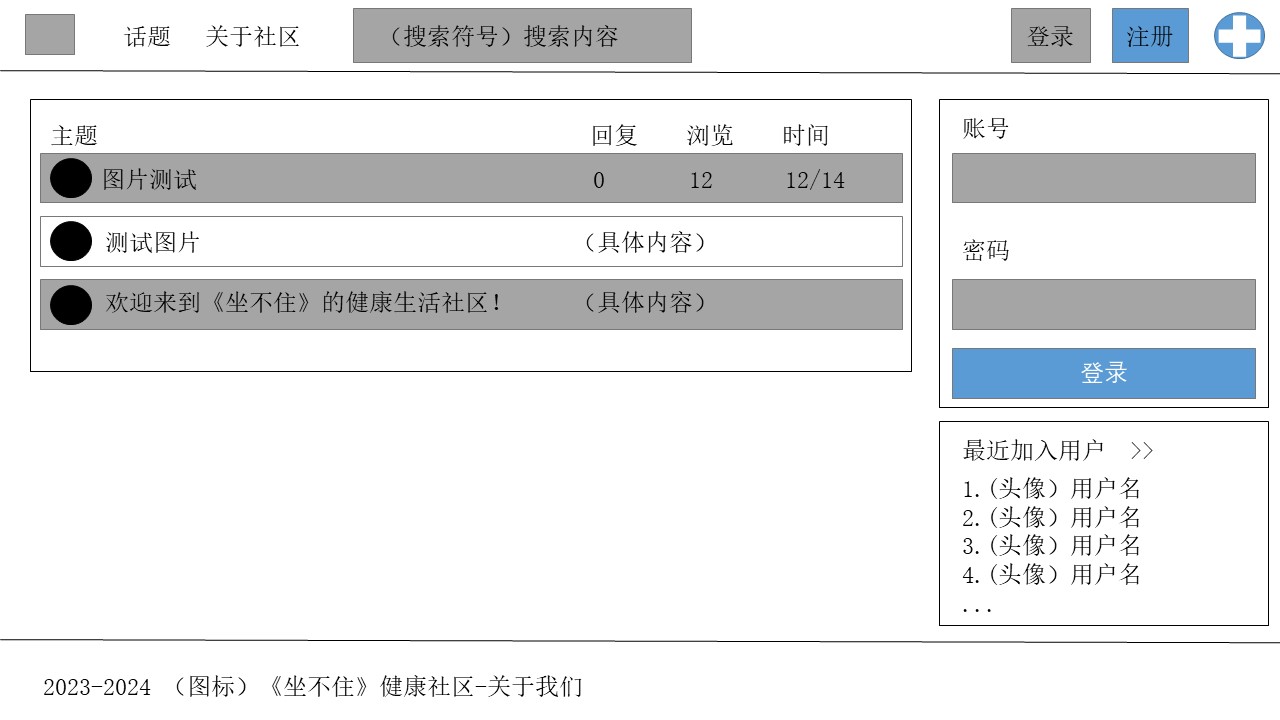 话题 关于社区 （搜索符号）搜索内容 登录 注册
主题 回复 浏览 时间
图片测试 0 12 12/14
测试图片 （具体内容）
欢迎来到《坐不住》的健康生活社区！ （具体内容）
账号
密码
登录
最近加入用户 >>
1.(头像）用户名
2.(头像）用户名
3.(头像）用户名
4.(头像）用户名
...
2023-2024 （图标）《坐不住》健康社区-关于我们